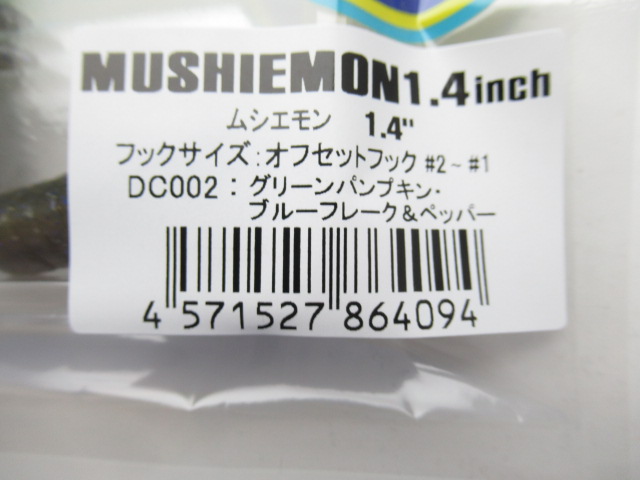 MUSHIEMON1.4inch
ムシエモン 1.4"
フックサイズ:オフセットフック #2~#1
DC002:グリーンパンプキン・
ブルーフレーク&ペッパー
4 571527 864094